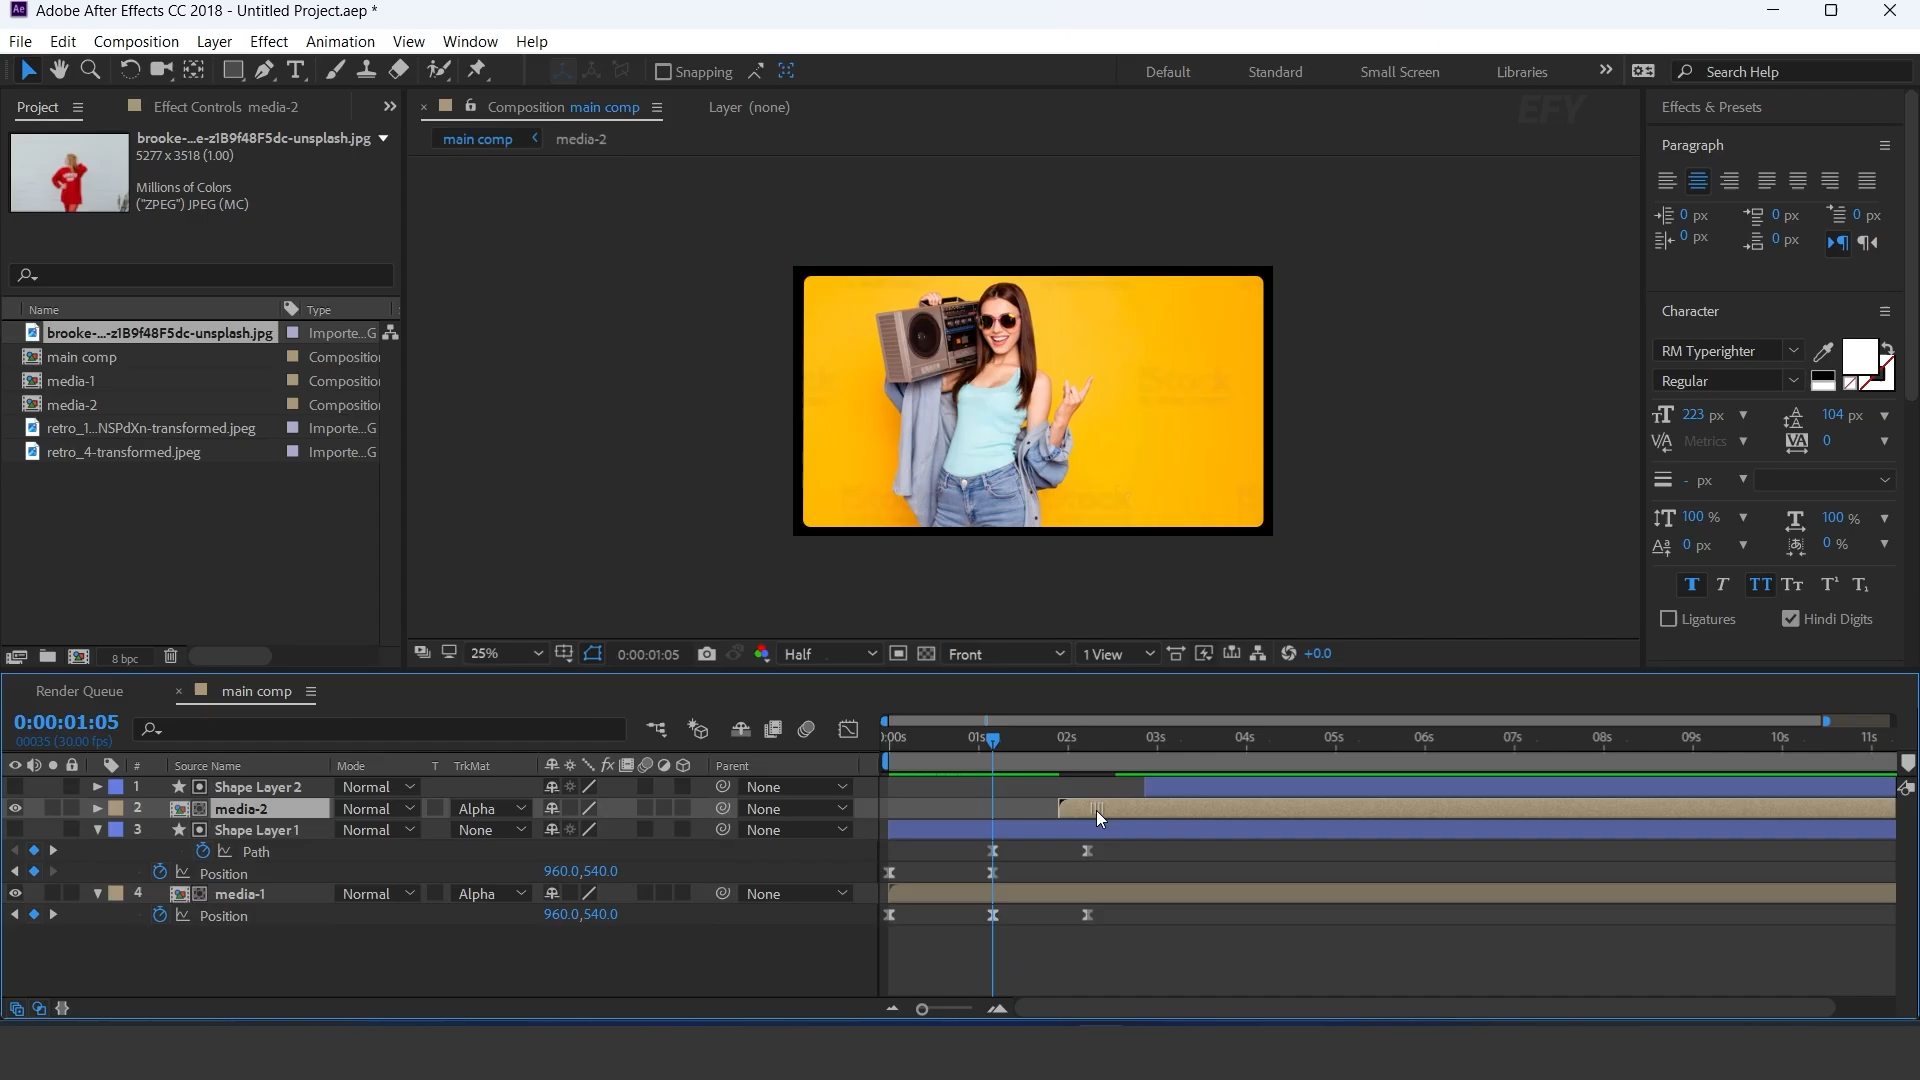 Adobe After Effects CC 2018 - Untitled Project.aep *
File Edit Composition Layer Effect Animation View Window Help
Snapping Default Standard Small Screen Libraries Search Help
Project Effect Controls media-2
Composition main comp Layer (none)
EFY
Effects & Presets
main comp media-2
brooke-...e-z1B9f48F5dc-unsplash.jpg
5277 x 3518 (1.00)
Millions of Colors
("ZPEG") JPEG (MC)
Paragraph
0 px 0 px 0 px
0 px 0 px
Name Type
brooke-...-z1B9f48F5dc-unsplash.jpg Importe...G
main comp Compositio
media-1 Compositio
media-2 Compositio
retro_1...NSPdXn-transformed.jpeg Importe...G
retro_4-transformed.jpeg Importe...G
Character
RM Typerighter
Regular
223 px 104 px
Metrics 0
- px
100 % 100 %
0 px 0 %
Ligatures Hindi Digits
8 bpc
25% 0:00:01:05 Half Front 1 View +0.0
Render Queue main comp
0:00:01:05
00035 (30.00 fps)
):00s 01s 02s 03s 04s 05s 06s 07s 08s 09s 10s 11s
# Source Name Mode T TrkMat Parent
1 Shape Layer 2 Normal None
2 media-2 Normal Alpha None
3 Shape Layer 1 Normal None None
Path
Position 960.0,540.0
4 media-1 Normal Alpha None
Position 960.0,540.0